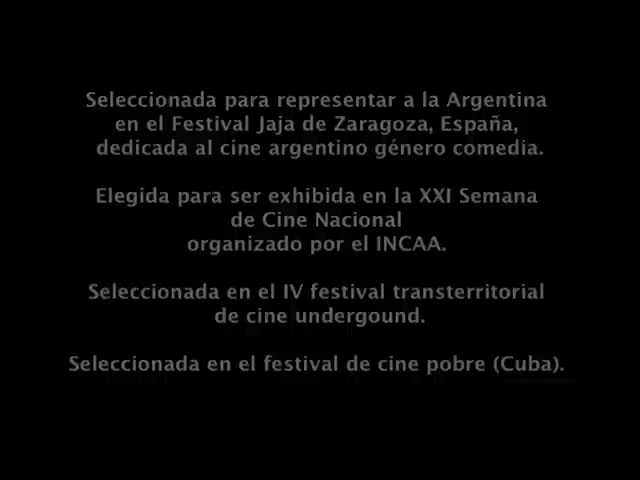 Seleccionada para representar a la Argentina
en el Festival Jaja de Zaragoza, España,
dedicada al cine argentino género comedia.
Elegida para ser exhibida en la XXI Semana
de Cine Nacional
organizado por el INCAA.
Seleccionada en el IV festival transterritorial
de cine undergound.
Seleccionada en el festival de cine pobre (Cuba).